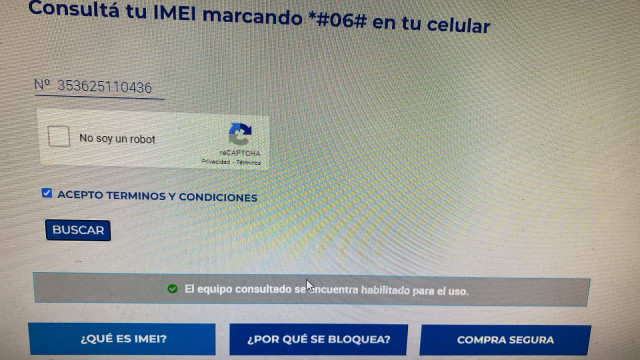 Consultá tu IMEI marcando *#06# en tu celular
Nº 353625110436
No soy un robot
reCAPTCHA
Privacidad - Términos
ACEPTO TERMINOS Y CONDICIONES
BUSCAR
El equipo consultado se encuentra habilitado para el uso.
¿QUÉ ES IMEI?
¿POR QUÉ SE BLOQUEA?
COMPRA SEGURA